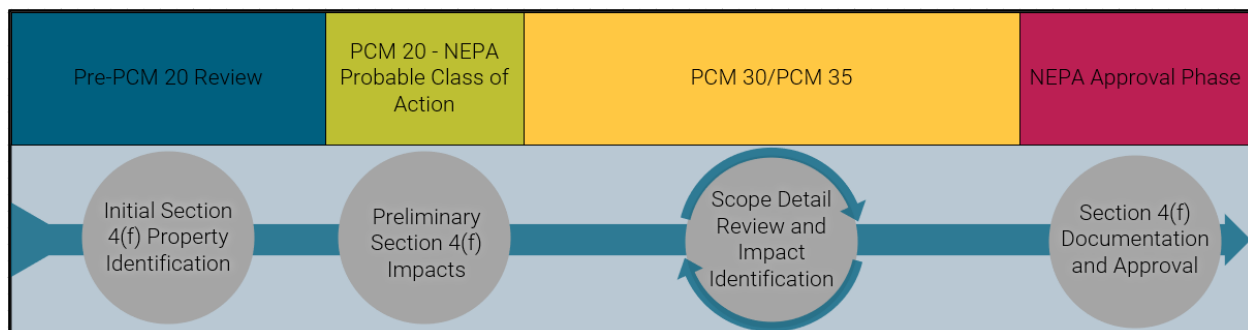 Pre-PCM 20 Review
PCM 20 - NEPA
Probable Class of
Action
PCM 30/PCM 35
NEPA Approval Phase
Initial Section
4(f) Property
Identification
Preliminary
Section 4(f)
Impacts
Scope Detail
Review and
Impact
Identification
Section 4(f)
Documentation
and Approval